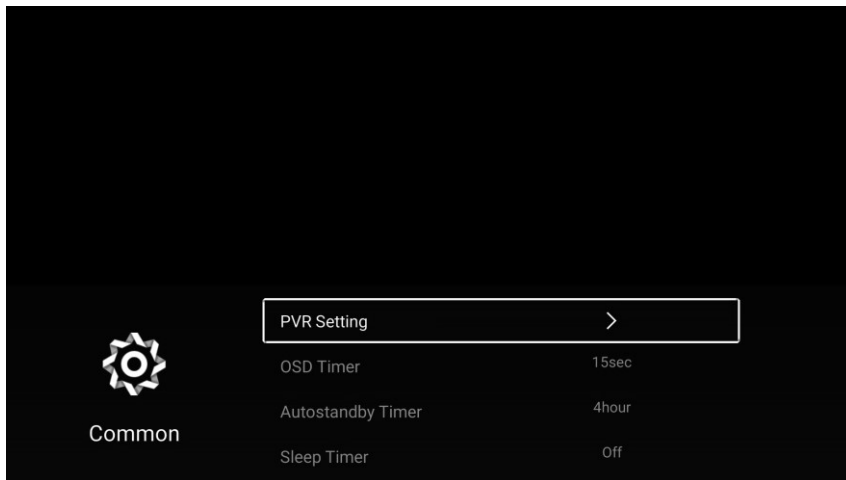 PVR Setting
OSD Timer 15sec
Autostandby Timer 4hour
Sleep Timer Off
Common